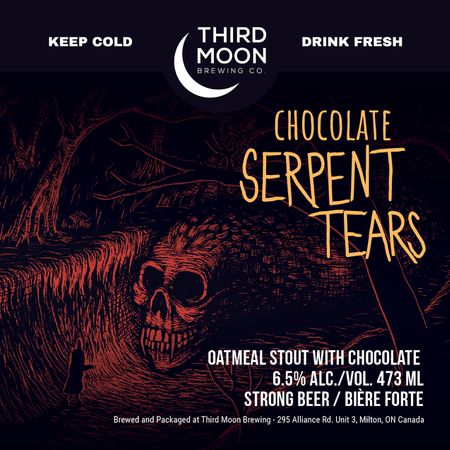 KEEP COLD
THIRD
MOON
BREWING CO.
DRINK FRESH
CHOCOLATE
SERPENT
TEARS
OATMEAL STOUT WITH CHOCOLATE
6.5% ALC./VOL. 473 ML
STRONG BEER / BIÈRE FORTE
Brewed and Packaged at Third Moon Brewing - 295 Alliance Rd. Unit 3, Milton, ON Canada